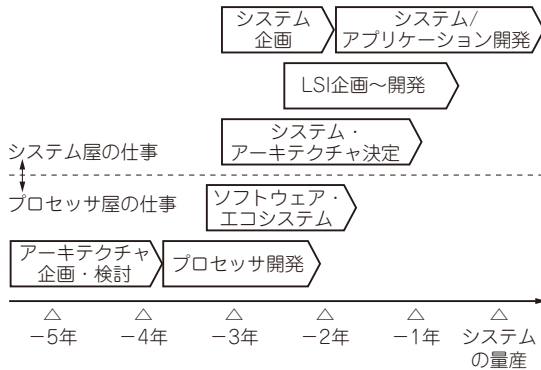 システム
企画
システム/
アプリケーション開発
LSI企画～開発
システム・
アーキテクチャ決定
システム屋の仕事
プロセッサ屋の仕事
ソフトウェア・
エコシステム
アーキテクチャ
企画・検討
プロセッサ開発
−5年
−4年
−3年
−2年
−1年
システム
の量産